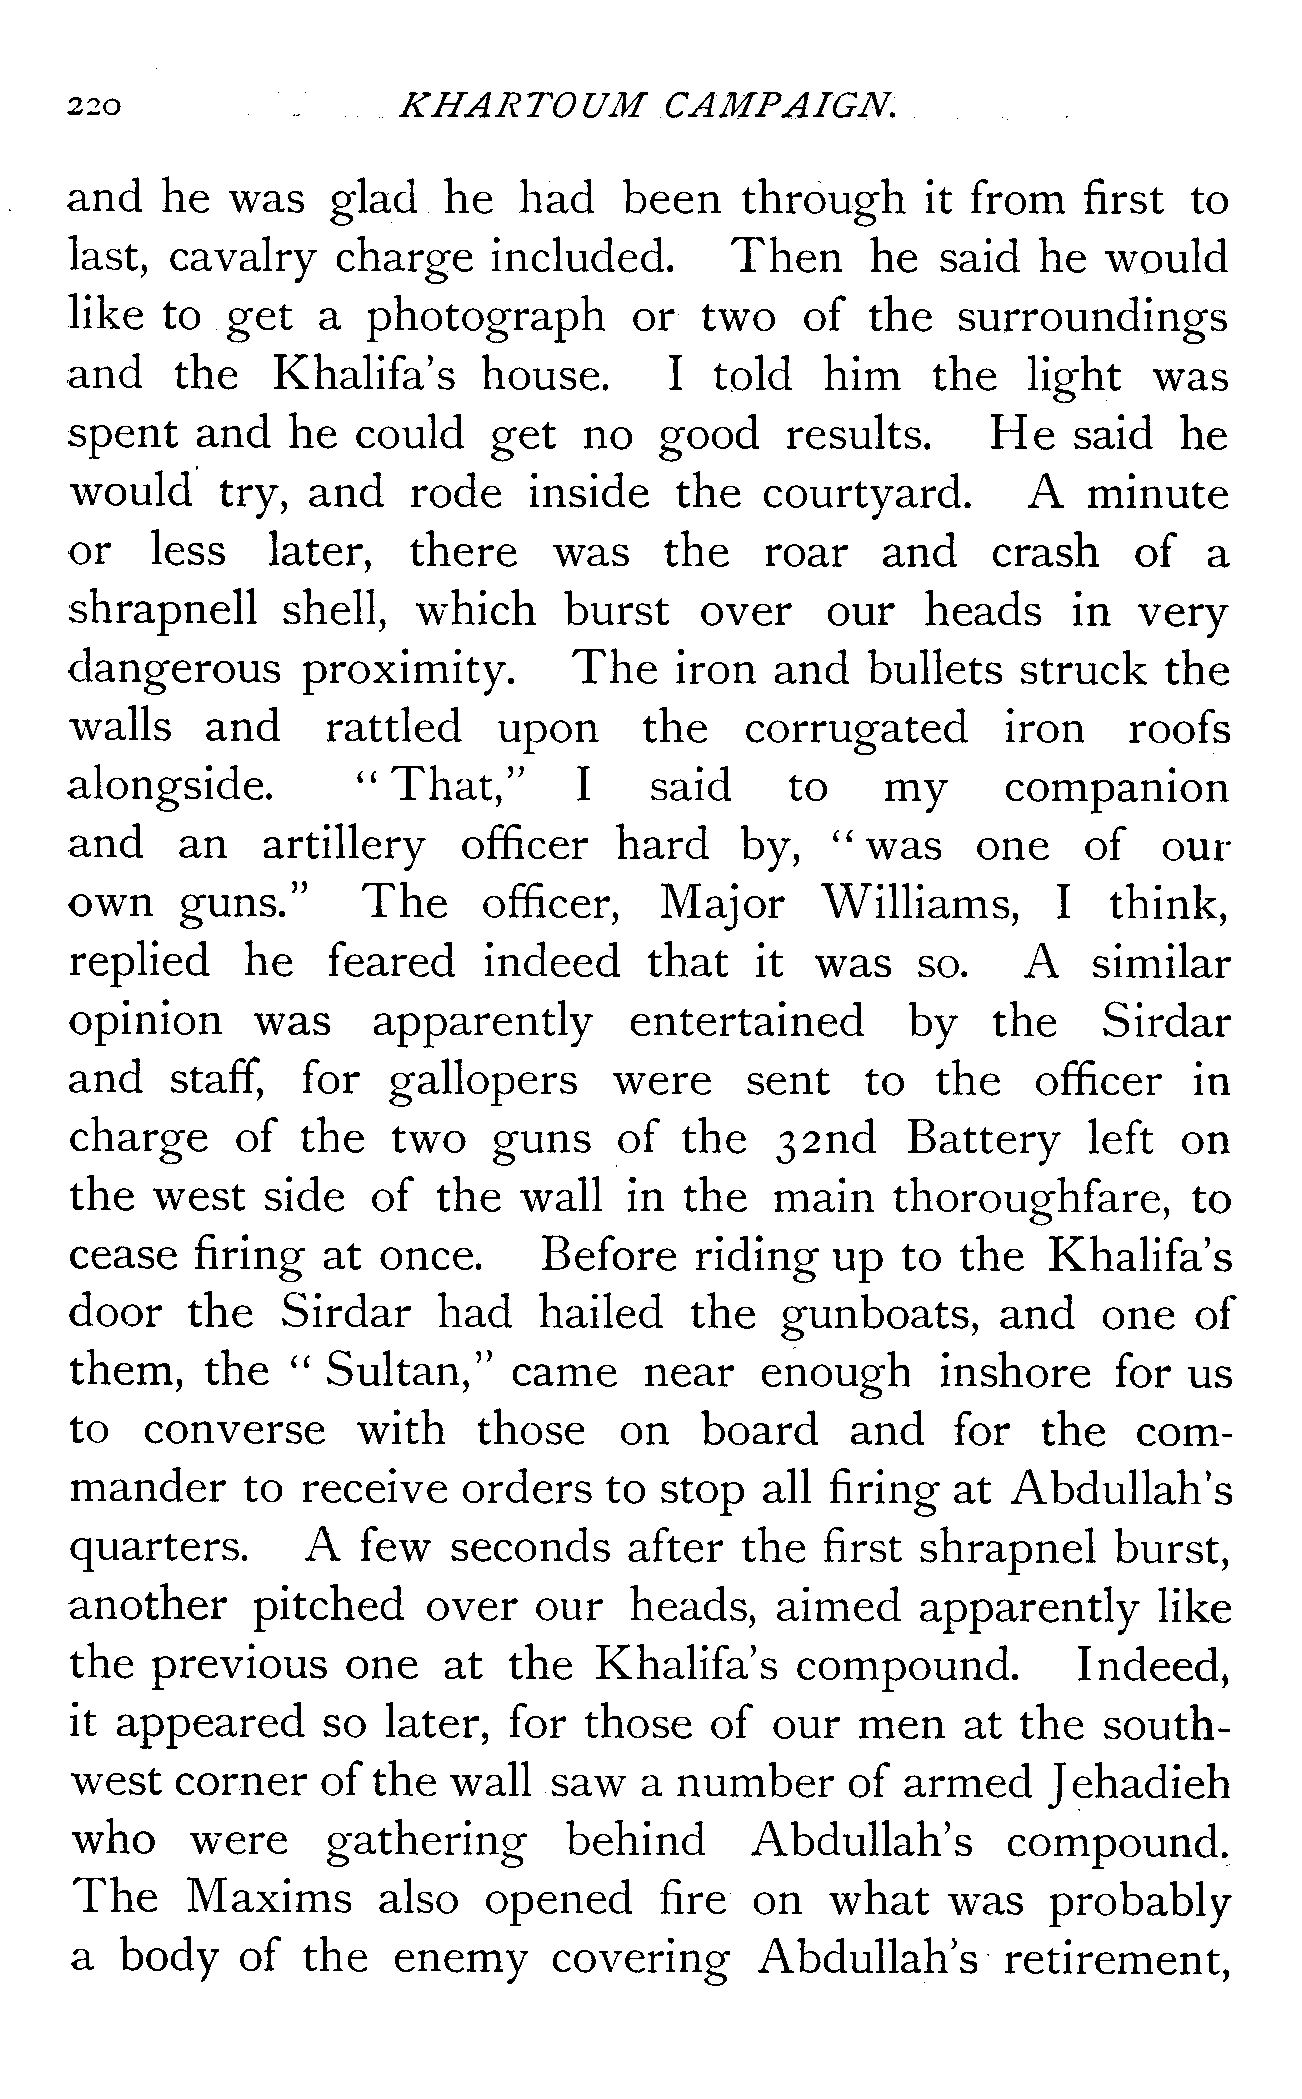 220 KHARTOUM CAMPAIGN.
and he was glad he had been through it from first to
last, cavalry charge included. Then he said he would
like to get a photograph or two of the surroundings
and the Khalifa's house. I told him the light was
spent and he could get no good results. He said he
would try, and rode inside the courtyard. A minute
or less later, there was the roar and crash of a
shrapnell shell, which burst over our heads in very
dangerous proximity. The iron and bullets struck the
walls and rattled upon the corrugated iron roofs
alongside. "That," I said to my companion
and an artillery officer hard by, "was one of our
own guns." The officer, Major Williams, I think,
replied he feared indeed that it was so. A similar
opinion was apparently entertained by the Sirdar
and staff, for gallopers were sent to the officer in
charge of the two guns of the 32nd Battery left on
the west side of the wall in the main thoroughfare, to
cease firing at once. Before riding up to the Khalifa's
door the Sirdar had hailed the gunboats, and one of
them, the "Sultan," came near enough inshore for us
to converse with those on board and for the com-
mander to receive orders to stop all firing at Abdullah's
quarters. A few seconds after the first shrapnel burst,
another pitched over our heads, aimed apparently like
the previous one at the Khalifa's compound. Indeed,
it appeared so later, for those of our men at the south-
west corner of the wall saw a number of armed Jehadieh
who were gathering behind Abdullah's compound.
The Maxims also opened fire on what was probably
a body of the enemy covering Abdullah's retirement,